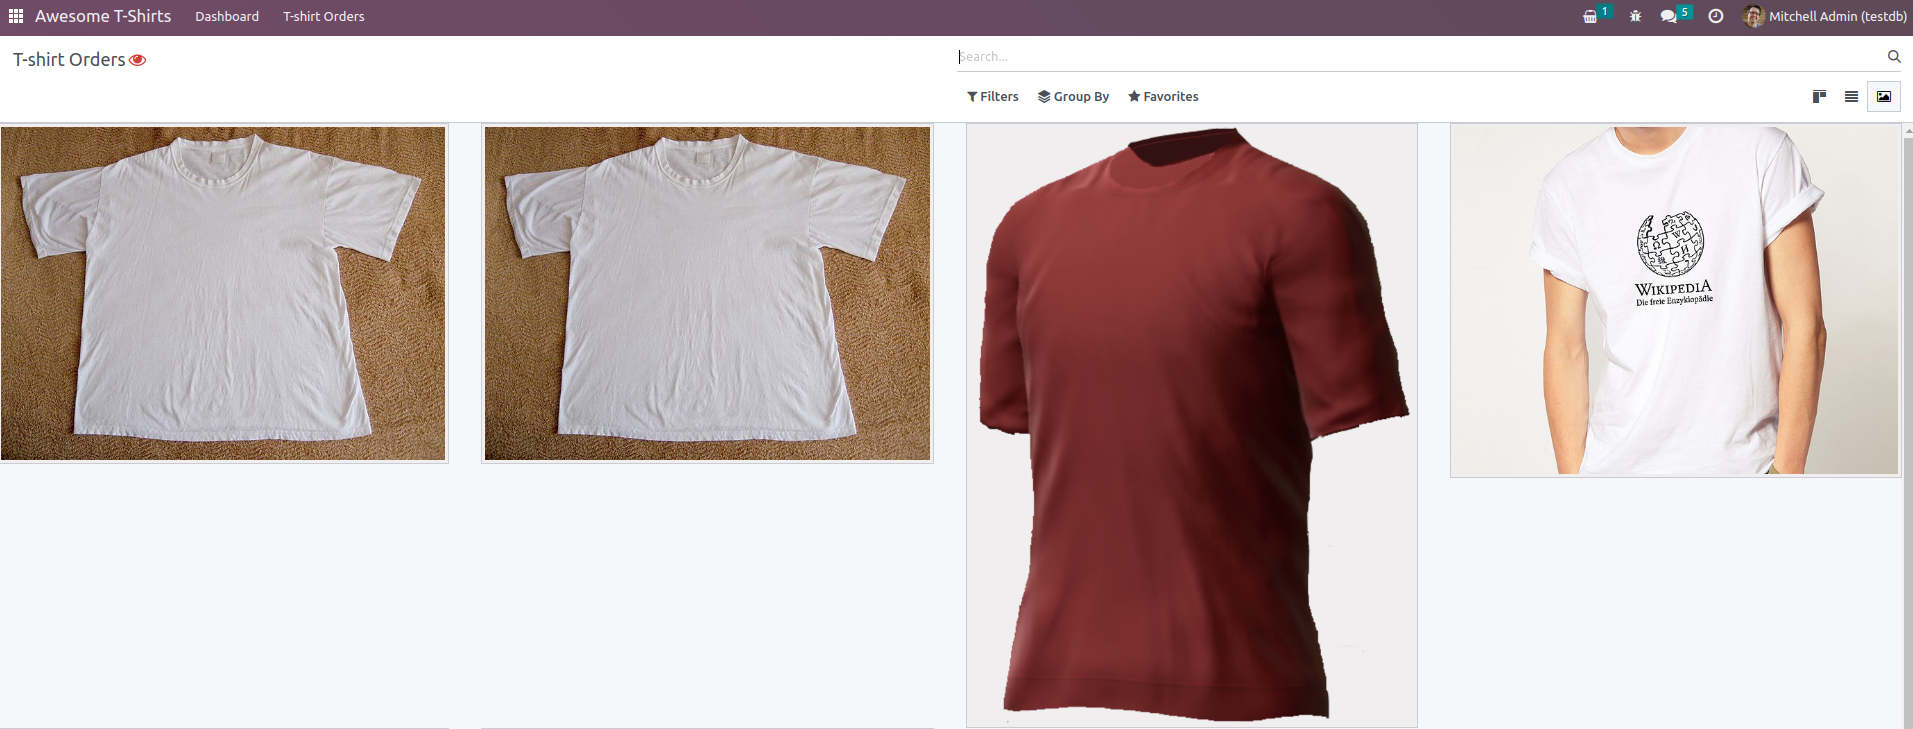 Awesome T-Shirts Dashboard T-shirt Orders 1 5 Mitchell Admin (testdb)
T-shirt Orders Search...
Filters Group By Favorites
WIKIPEDIA
Die freie Enzyklopädie